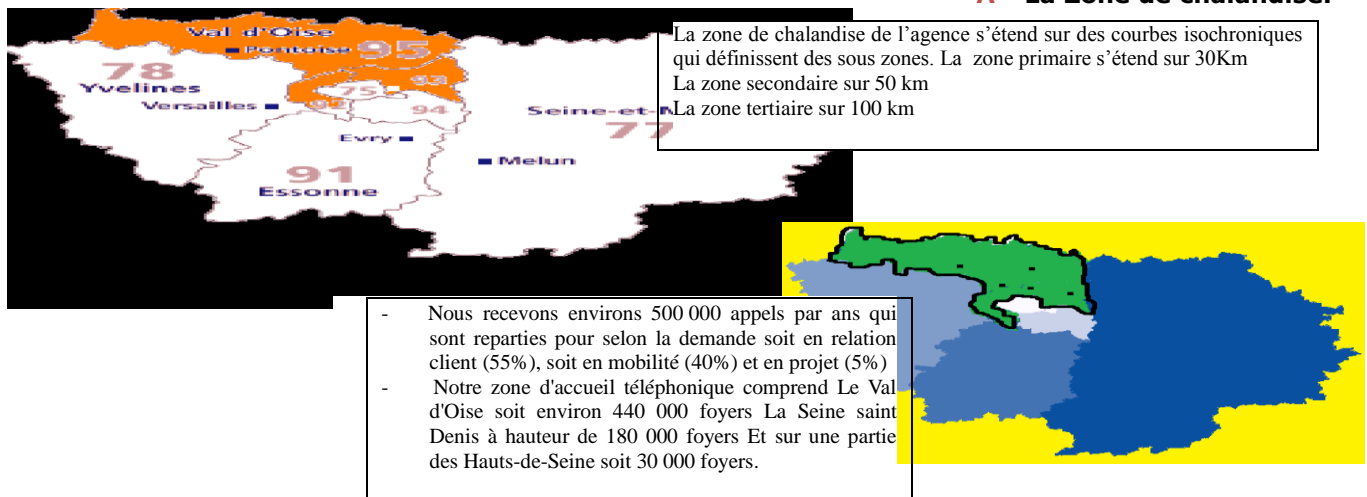 La Zone de chalandise.
Val d'Oise
Pontoise 95
78
Yvelines
Versailles
93
75
92
94
Seine-et-M
77
Evry
Melun
91
Essonne
La zone de chalandise de l’agence s’étend sur des courbes isochroniques
qui définissent des sous zones. La zone primaire s’étend sur 30Km
La zone secondaire sur 50 km
La zone tertiaire sur 100 km
- Nous recevons environs 500 000 appels par ans qui
sont reparties pour selon la demande soit en relation
client (55%), soit en mobilité (40%) et en projet (5%)
- Notre zone d'accueil téléphonique comprend Le Val
d'Oise soit environ 440 000 foyers La Seine saint
Denis à hauteur de 180 000 foyers Et sur une partie
des Hauts-de-Seine soit 30 000 foyers.